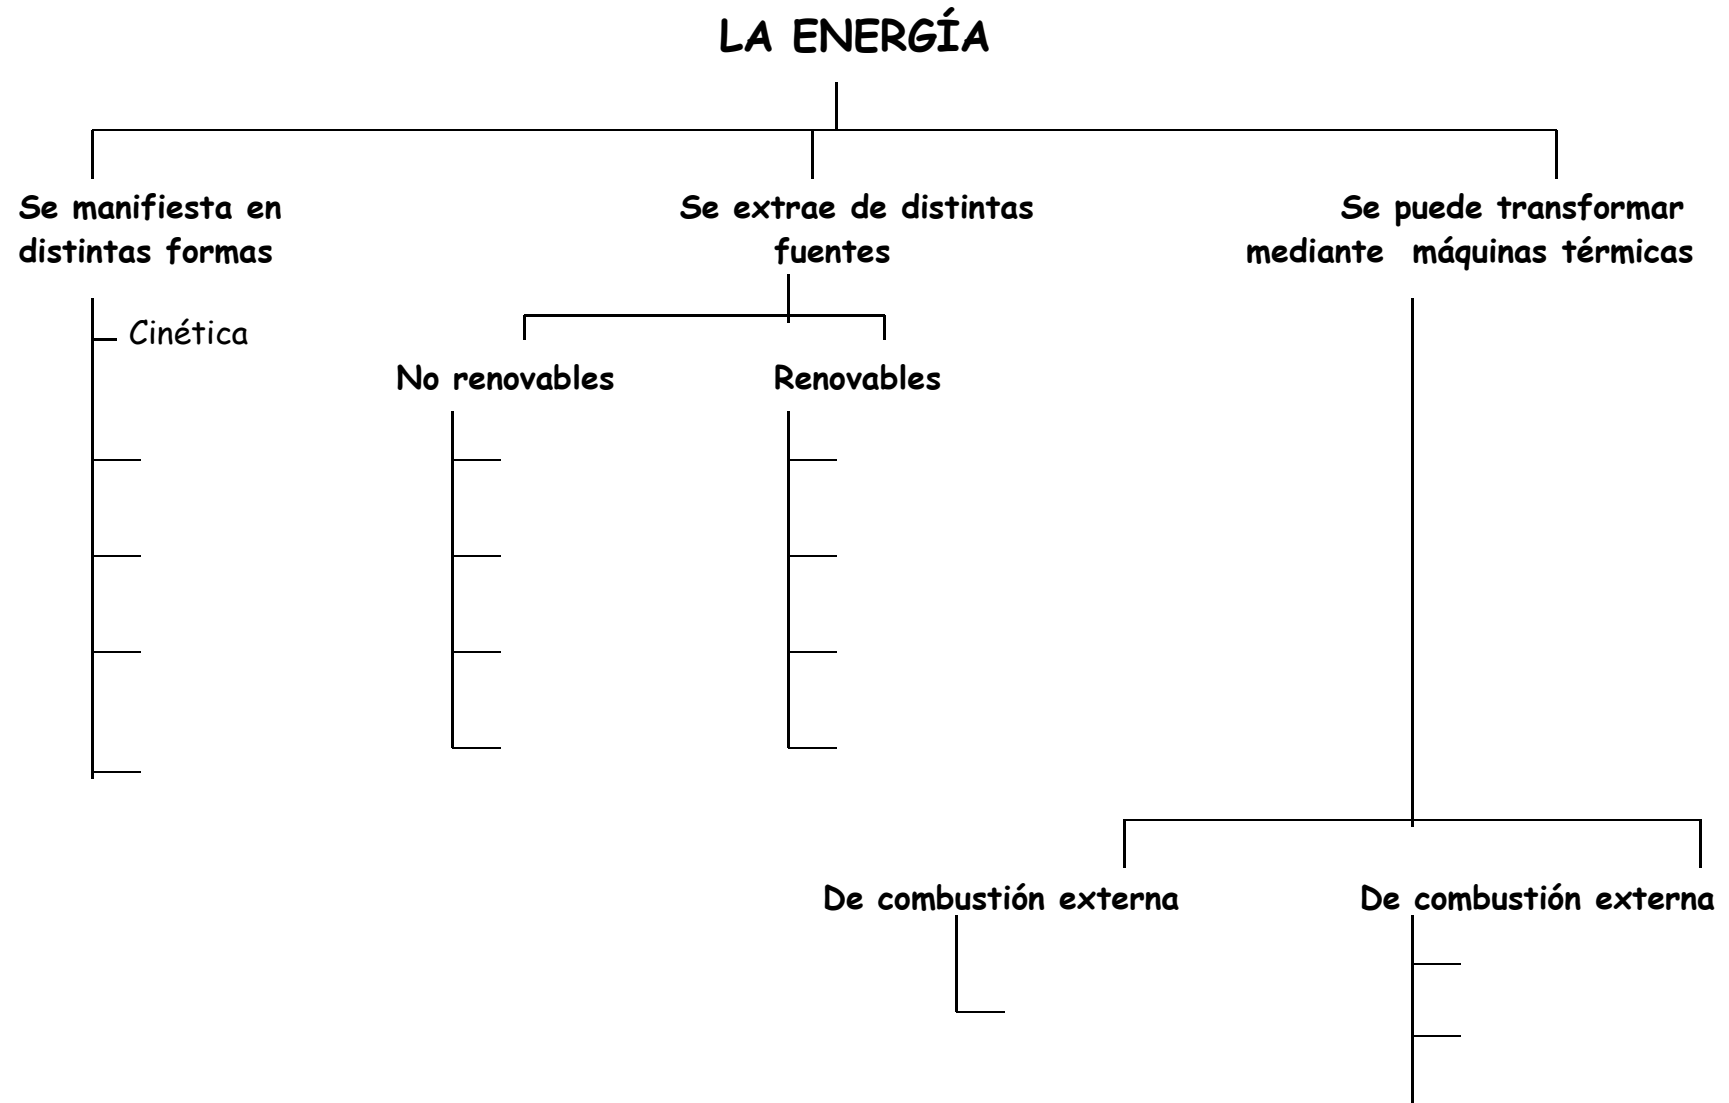 LA ENERGÍA
Se manifiesta en
distintas formas
Se extrae de distintas
fuentes
Se puede transformar
mediante máquinas térmicas
Cinética
No renovables
Renovables
De combustión externa
De combustión externa